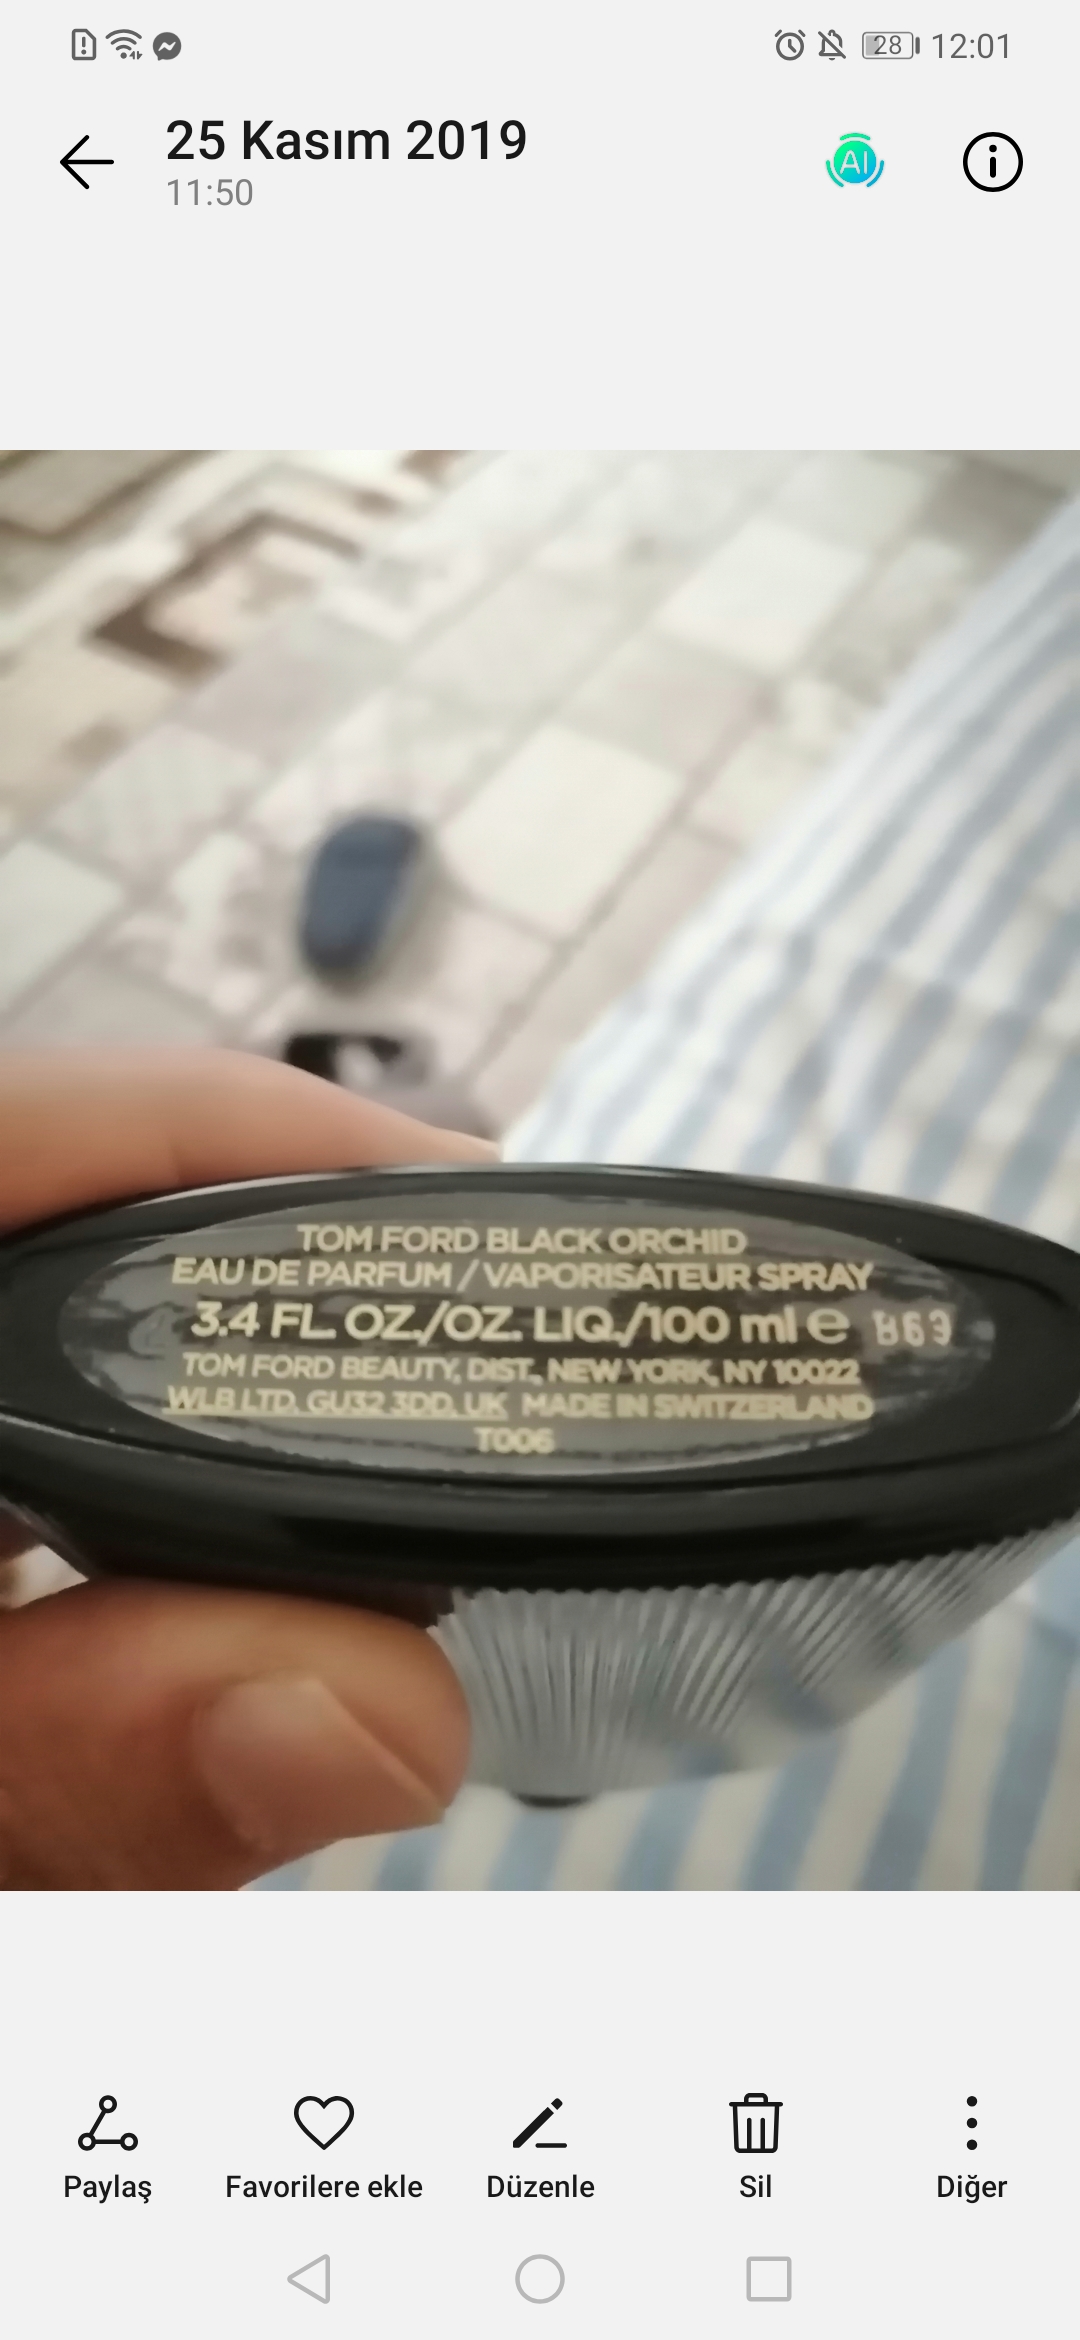 28 12:01
25 Kasım 2019
AI
11:50
TOM FORD BLACK ORCHID
EAU DE PARFUM / VAPORISATEUR SPRAY
3.4 FL. OZ./OZ. LIQ./100 ml e B63
TOM FORD BEAUTY, DIST., NEW YORK, NY 10022
WLB LTD, GU32 3DD, UK MADE IN SWITZERLAND
T006
Paylaş Favorilere ekle Düzenle Sil Diğer